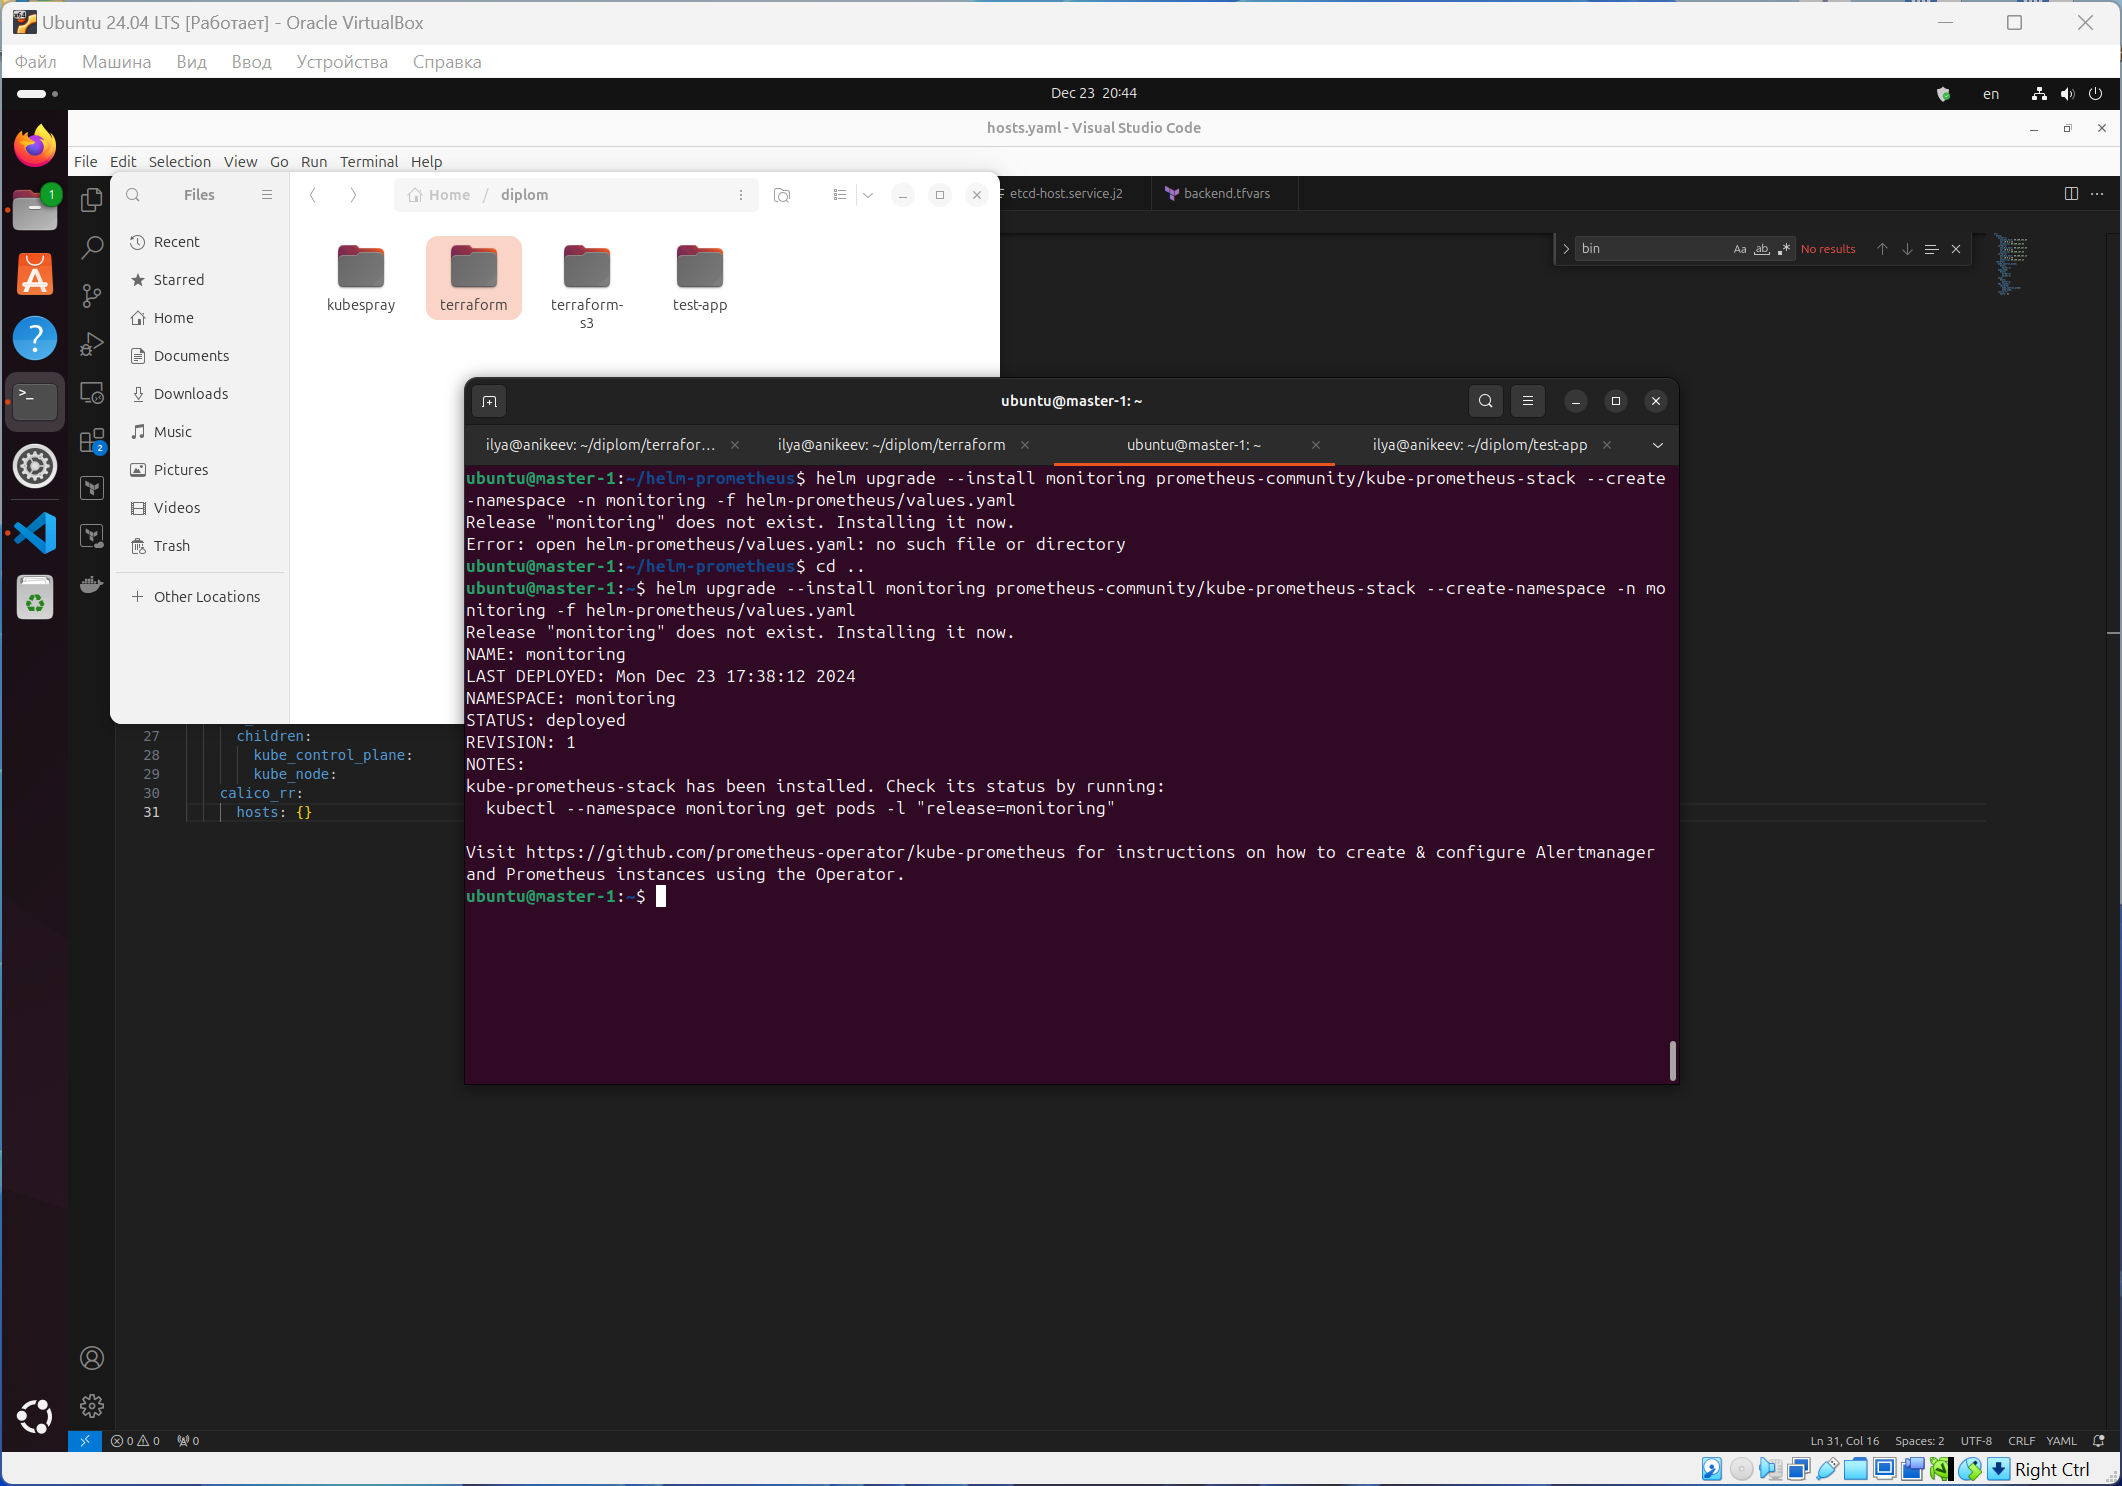 Ubuntu 24.04 LTS [Работает] - Oracle VirtualBox
Файл Машина Вид Ввод Устройства Справка
Dec 23 20:44
en
hosts.yaml - Visual Studio Code
File Edit Selection View Go Run Terminal Help
Files
Home / diplom
etcd-host.service.j2
backend.tfvars
1
bin
Aa
ab
No results
Recent
Starred
Home
Documents
Downloads
Music
Pictures
Videos
Trash
Other Locations
kubespray
terraform
terraform-
s3
test-app
2
ubuntu@master-1: ~
ilya@anikeev: ~/diplom/terrafor...
ilya@anikeev: ~/diplom/terraform
ubuntu@master-1: ~
ilya@anikeev: ~/diplom/test-app
ubuntu@master-1:~/helm-prometheus$ helm upgrade --install monitoring prometheus-community/kube-prometheus-stack --create
-namespace -n monitoring -f helm-prometheus/values.yaml
Release "monitoring" does not exist. Installing it now.
Error: open helm-prometheus/values.yaml: no such file or directory
ubuntu@master-1:~/helm-prometheus$ cd ..
ubuntu@master-1:~$ helm upgrade --install monitoring prometheus-community/kube-prometheus-stack --create-namespace -n mo
nitoring -f helm-prometheus/values.yaml
Release "monitoring" does not exist. Installing it now.
NAME: monitoring
LAST DEPLOYED: Mon Dec 23 17:38:12 2024
NAMESPACE: monitoring
STATUS: deployed
REVISION: 1
NOTES:
kube-prometheus-stack has been installed. Check its status by running:
  kubectl --namespace monitoring get pods -l "release=monitoring"
Visit https://github.com/prometheus-operator/kube-prometheus for instructions on how to create & configure Alertmanager
and Prometheus instances using the Operator.
ubuntu@master-1:~$
27 children:
28 kube_control_plane:
29 kube_node:
30 calico_rr:
31 hosts: {}
0 0 0
Ln 31, Col 16 Spaces: 2 UTF-8 CRLF YAML
Right Ctrl